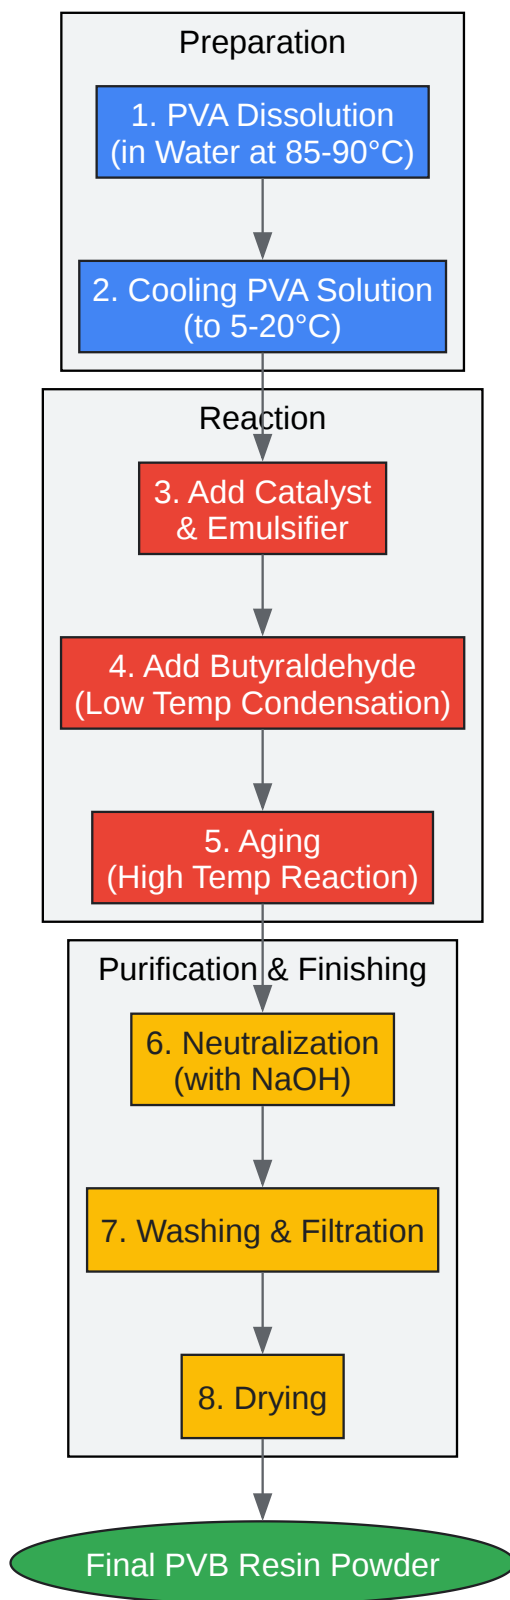 Preparation
1. PVA Dissolution
(in Water at 85-90°C)
2. Cooling PVA Solution
(to 5-20°C)
Reaction
3. Add Catalyst
& Emulsifier
4. Add Butyraldehyde
(Low Temp Condensation)
5. Aging
(High Temp Reaction)
Purification & Finishing
6. Neutralization
(with NaOH)
7. Washing & Filtration
8. Drying
Final PVB Resin Powder